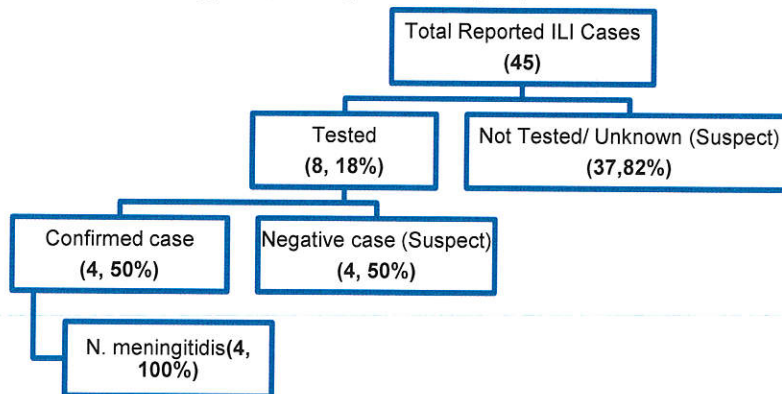 Total Reported ILI Cases
(45)
Tested
(8, 18%)
Not Tested/ Unknown (Suspect)
(37,82%)
Confirmed case
(4, 50%)
Negative case (Suspect)
(4, 50%)
N. meningitidis(4,
100%)